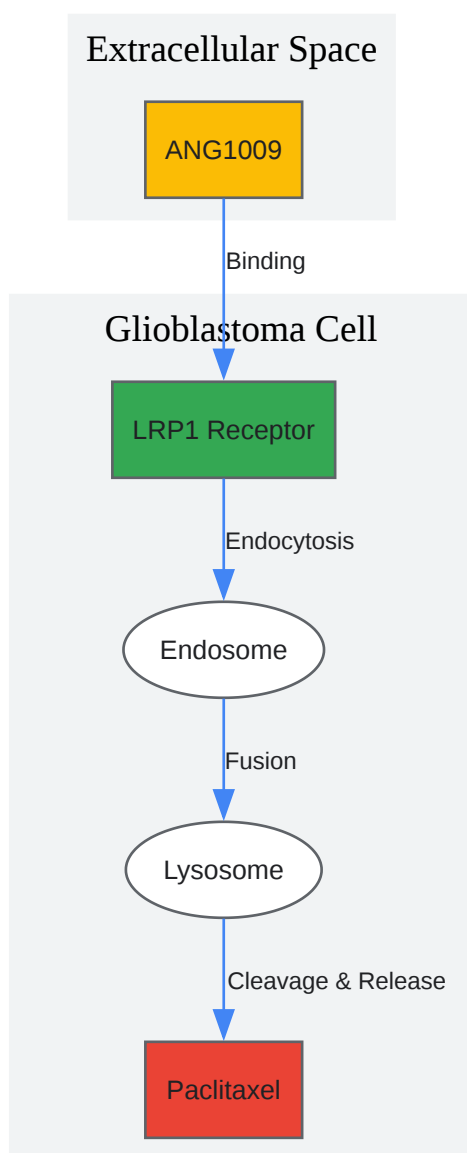 Extracellular Space
ANG1009
Binding
Glioblastoma Cell
LRP1 Receptor
Endocytosis
Endosome
Fusion
Lysosome
Cleavage & Release
Paclitaxel